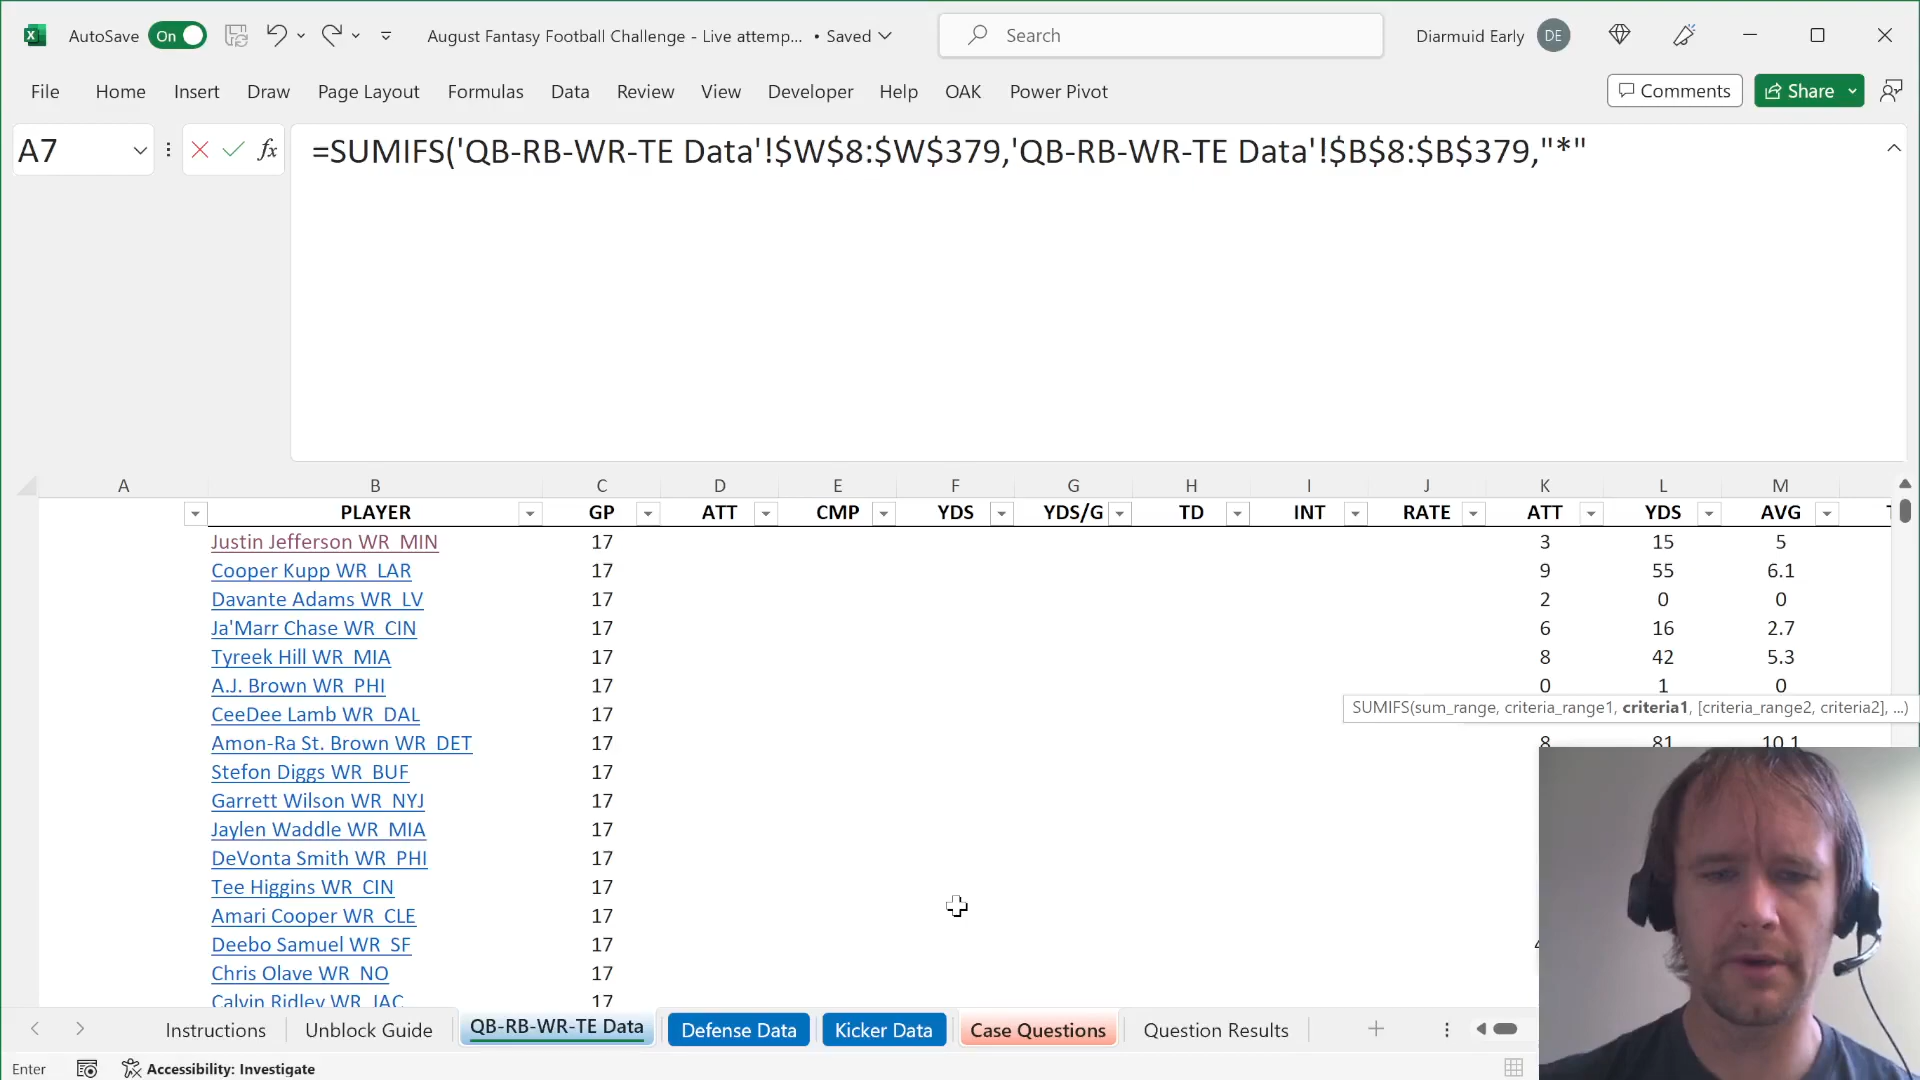 AutoSave On August Fantasy Football Challenge - Live attemp... • Saved Search Diarmuid Early DE
File Home Insert Draw Page Layout Formulas Data Review View Developer Help OAK Power Pivot Comments Share
A7 fx =SUMIFS('QB-RB-WR-TE Data'!$W$8:$W$379,'QB-RB-WR-TE Data'!$B$8:$B$379,"*"
A B C D E F G H I J K L M
PLAYER GP ATT CMP YDS YDS/G TD INT RATE ATT YDS AVG
Justin Jefferson WR MIN 17 3 15 5
Cooper Kupp WR LAR 17 9 55 6.1
Davante Adams WR LV 17 2 0 0
Ja'Marr Chase WR CIN 17 6 16 2.7
Tyreek Hill WR MIA 17 8 42 5.3
A.J. Brown WR PHI 17 0 1 0
CeeDee Lamb WR DAL 17 SUMIFS(sum_range, criteria_range1, criteria1, [criteria_range2, criteria2], ...)
Amon-Ra St. Brown WR DET 17 8 81 10.1
Stefon Diggs WR BUF 17
Garrett Wilson WR NYJ 17
Jaylen Waddle WR MIA 17
DeVonta Smith WR PHI 17
Tee Higgins WR CIN 17
Amari Cooper WR CLE 17
Deebo Samuel WR SF 17
Chris Olave WR NO 17
Calvin Ridley WR JAC 17
Instructions Unblock Guide QB-RB-WR-TE Data Defense Data Kicker Data Case Questions Question Results
Enter Accessibility: Investigate